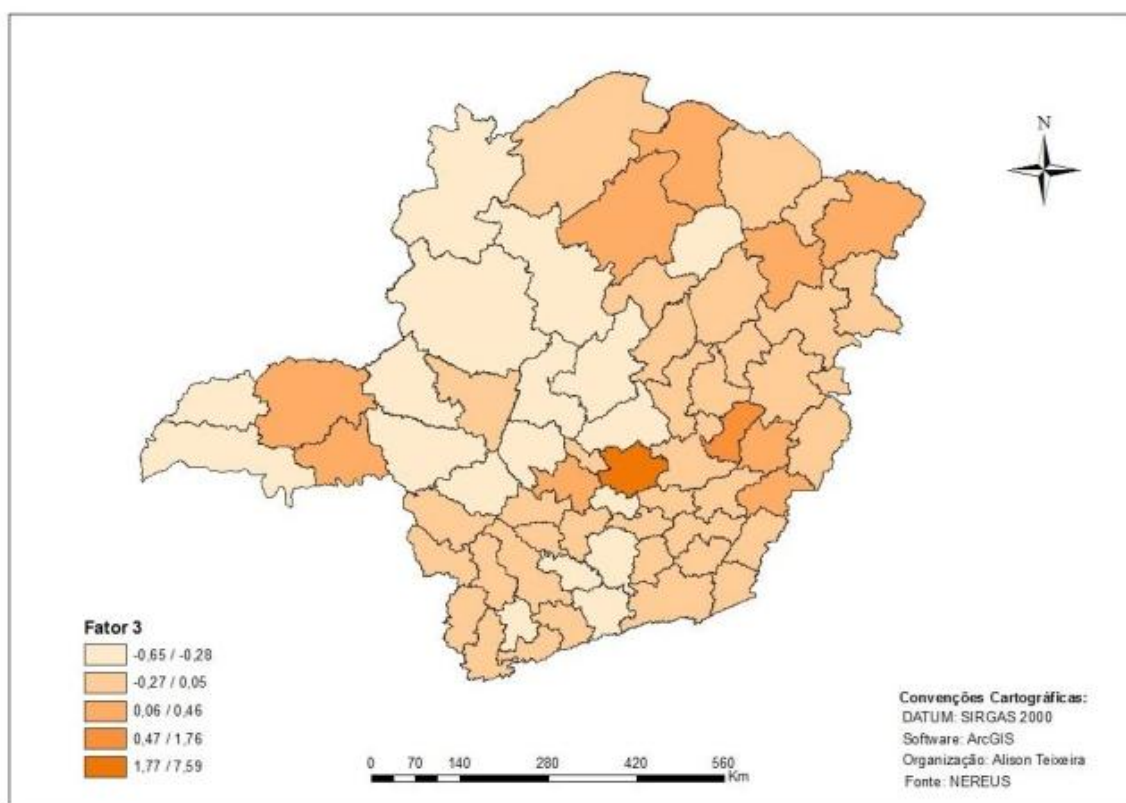 N
Fator 3
-0,65 / -0,28
-0,27 / 0,05
0,06 / 0,46
0,47 / 1,76
1,77 / 7,59
0 70 140 280 420 560
Km
Convenções Cartográficas:
DATUM: SIRGAS 2000
Software: ArcGIS
Organização: Alison Teixeira
Fonte: NEREUS